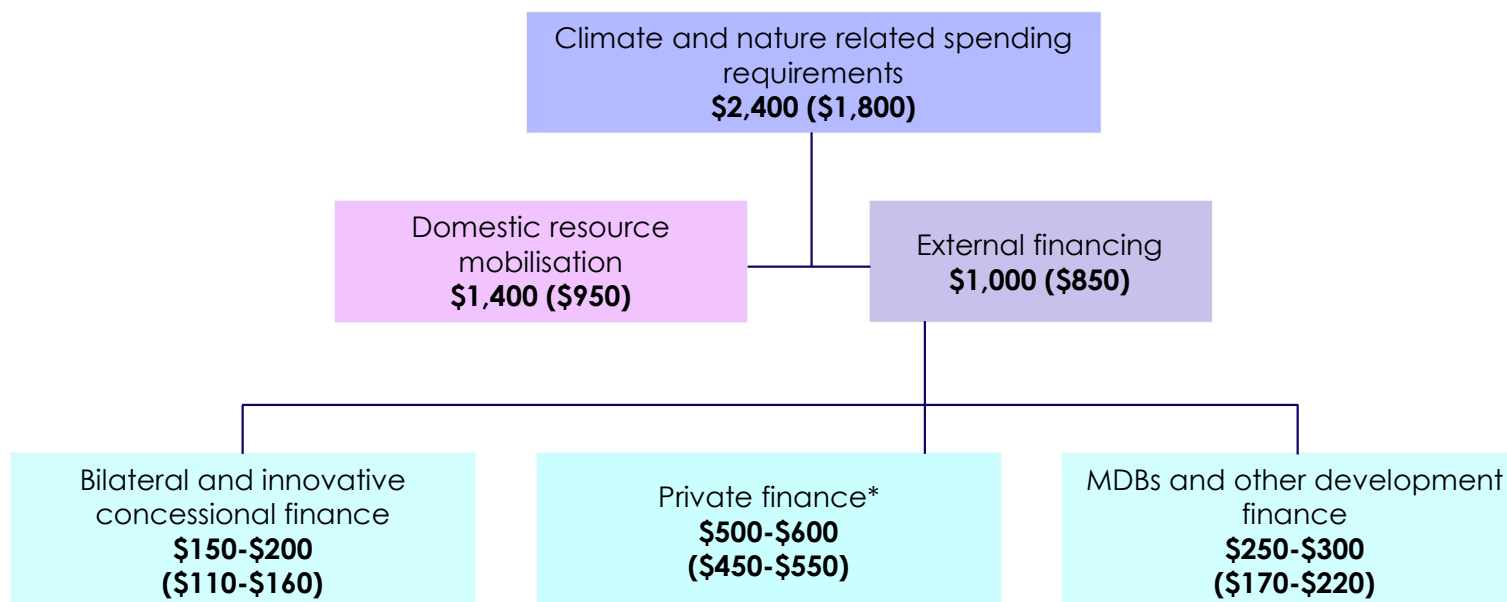 Climate and nature related spending
requirements
$2,400 ($1,800)
Domestic resource
mobilisation
$1,400 ($950)
External financing
$1,000 ($850)
Bilateral and innovative
concessional finance
$150-$200
($110-$160)
Private finance*
$500-$600
($450-$550)
MDBs and other development
finance
$250-$300
($170-$220)